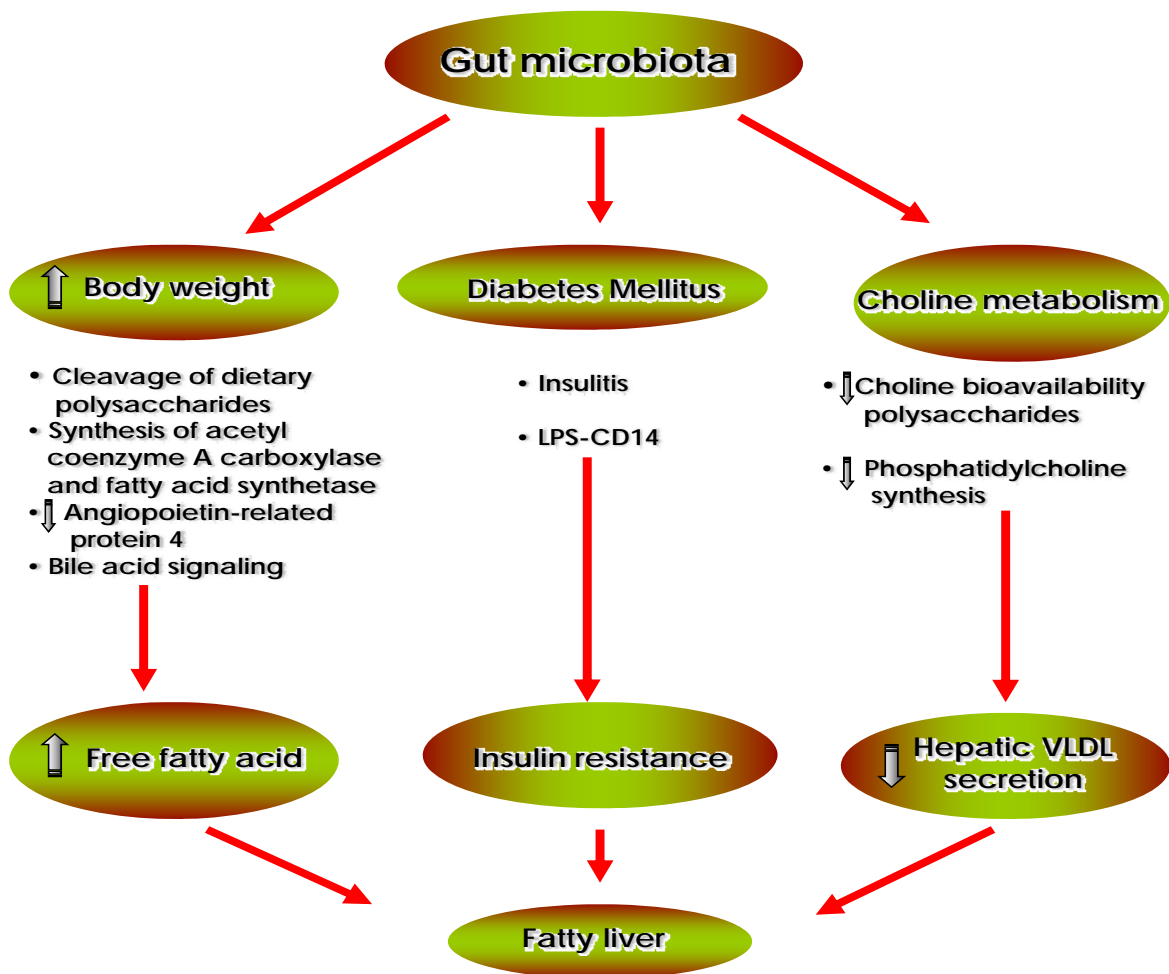 Gut microbiota
Body weight
Diabetes Mellitus
Choline metabolism
• Cleavage of dietary
polysaccharides
• Synthesis of acetyl
coenzyme A carboxylase
and fatty acid synthetase
• Angiopoietin-related
protein 4
• Bile acid signaling
• Insulitis
• LPS-CD14
• Choline bioavailability
polysaccharides
• Phosphatidylcholine
synthesis
Free fatty acid
Insulin resistance
Hepatic VLDL
secretion
Fatty liver